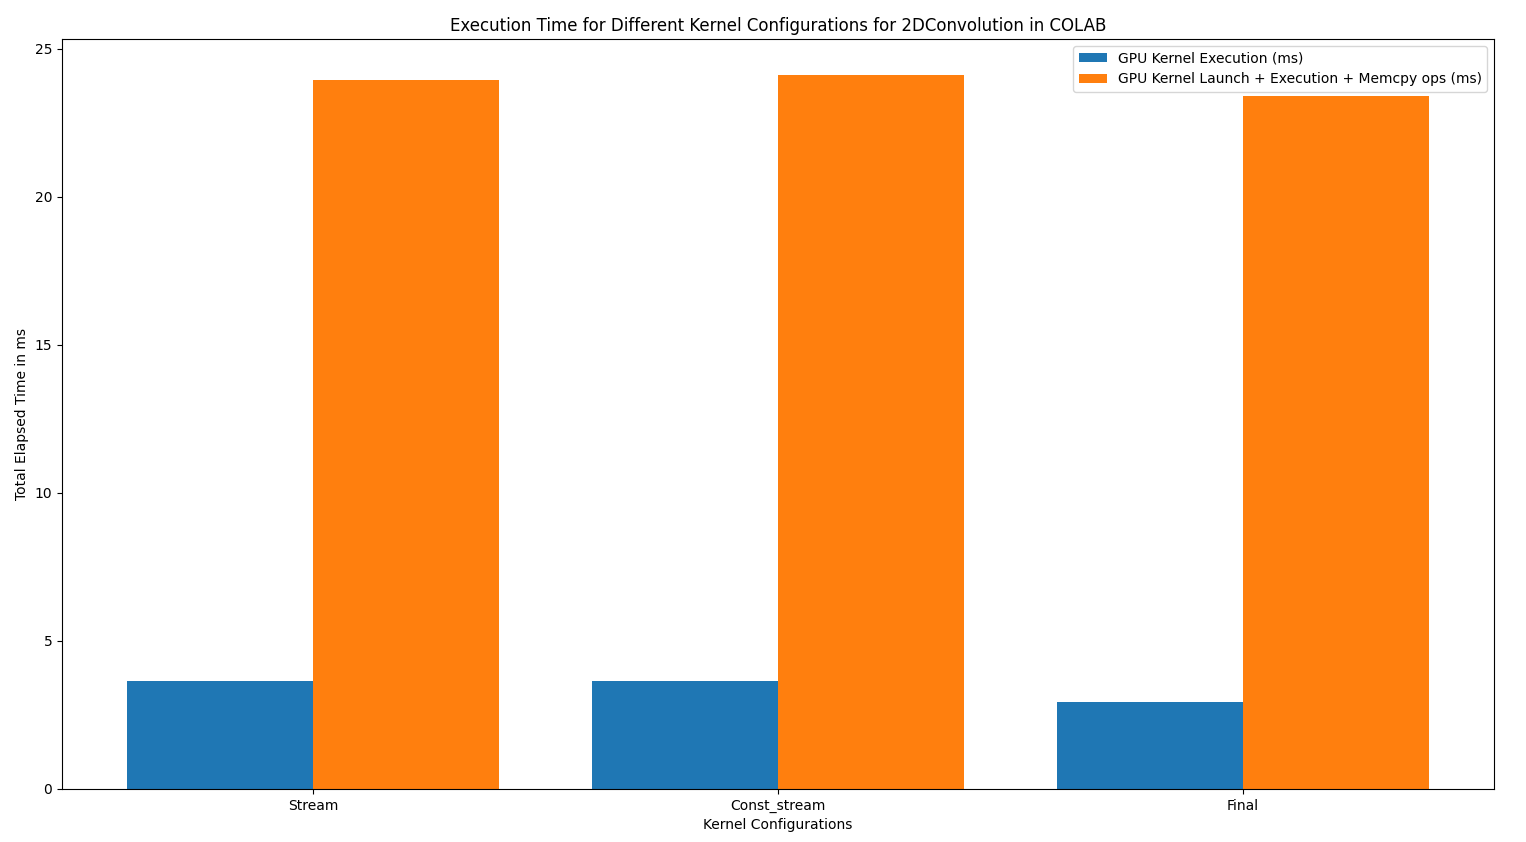 Execution Time for Different Kernel Configurations for 2DConvolution in COLAB
GPU Kernel Execution (ms)
GPU Kernel Launch + Execution + Memcpy ops (ms)
Total Elapsed Time in ms
25
20
15
10
5
0
Stream
Const_stream
Final
Kernel Configurations